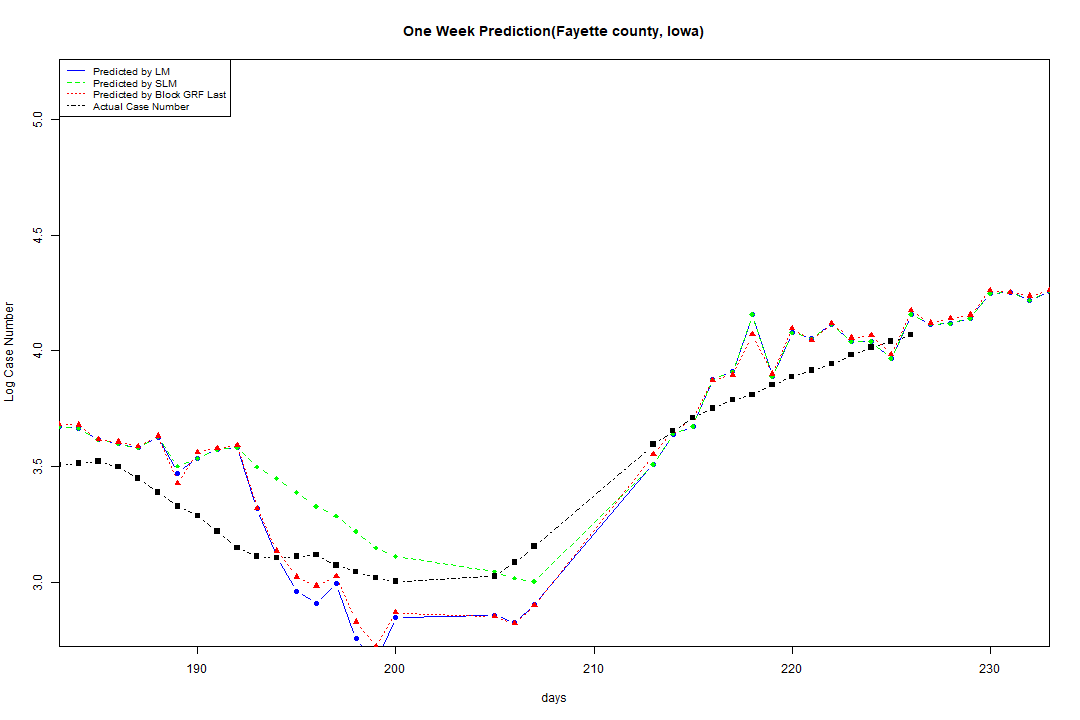 One Week Prediction(Fayette county, Iowa)
Predicted by LM
Predicted by SLM
Predicted by Block GRF Last
Actual Case Number
5.0
4.5
4.0
3.5
3.0
Log Case Number
190
200
210
220
230
days